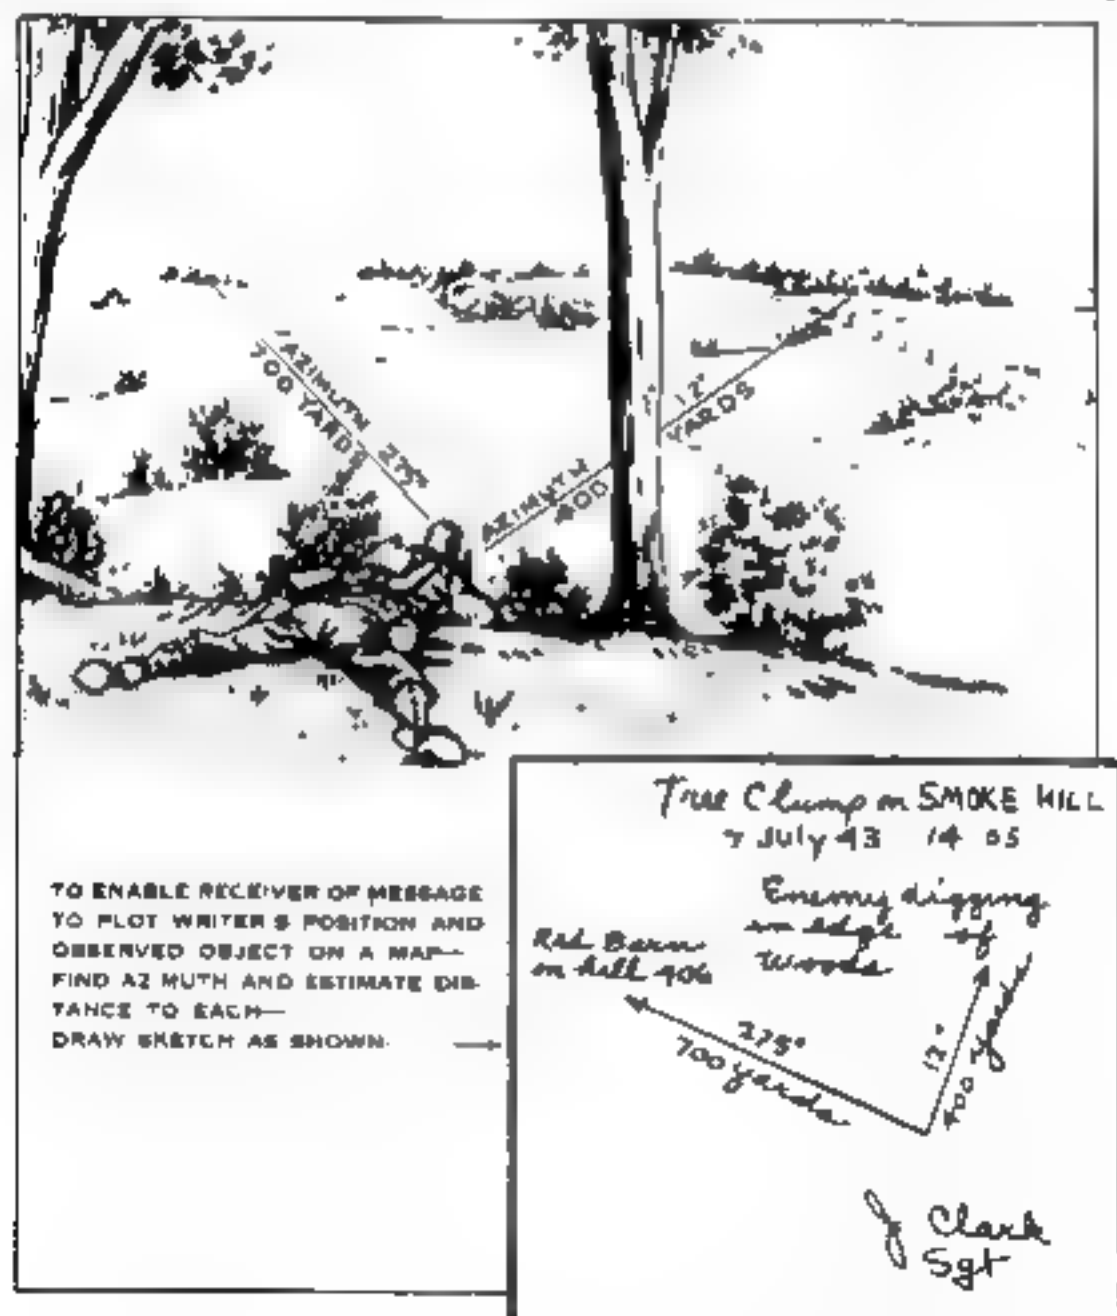 AZIMUTH 275°
700 YARDS
AZIMUTH 12°
400 YARDS
TO ENABLE RECEIVER OF MESSAGE
TO PLOT WRITER S POSITION AND
OBSERVED OBJECT ON A MAP—
FIND AZ MUTH AND ESTIMATE DIS-
TANCE TO EACH—
DRAW SKETCH AS SHOWN
Tree Clump on SMOKE HILL
7 July 43 14 05
Enemy digging
in edge of
Woods
Red Barn
on hill 406
275°
700 yards
12°
400 yards
J Clark
Sgt